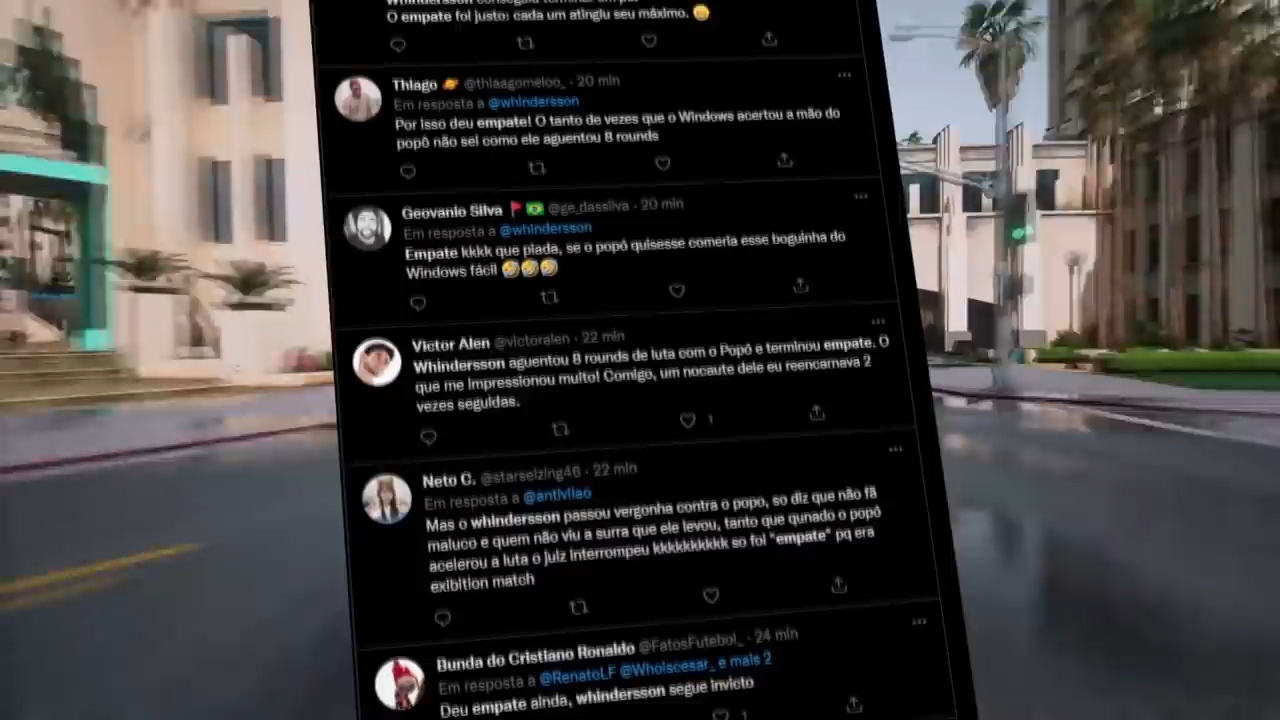 O empate foi justo: cada um atingiu seu máximo.
Thiago @thiaagomeloo_ · 20 min
Em resposta a @whindersson
Por isso deu empate! O tanto de vezes que o Windows acertou a mão do
popô não sei como ele aguentou 8 rounds
Geovanio Silva @ge_dassilva · 20 min
Em resposta a @whindersson
Empate kkkk que piada, se o popô quisesse comeria esse boguinha do
Windows fácil 🤣🤣🤣
Victor Alen @victoralen · 22 min
Whindersson aguentou 8 rounds de luta com o Popó e terminou empate. O
que me impressionou muito! Comigo, um nocaute dele eu reencarnava 2
vezes seguidas.
1
Neto C. @starseizing46 · 22 min
Em resposta a @antivilao
Mas o whindersson passou vergonha contra o popo, so diz que não fã
maluco e quem não viu a surra que ele levou, tanto que qunado o popó
acelerou a luta o juiz interrompeu kkkkkkkkkk so foi "empate" pq era
exibition match
Bunda do Cristiano Ronaldo @FatosFutebol_ · 24 min
Em resposta a @RenatoLF @Whoiscesar_ e mais 2
Deu empate ainda, whindersson segue invicto
1